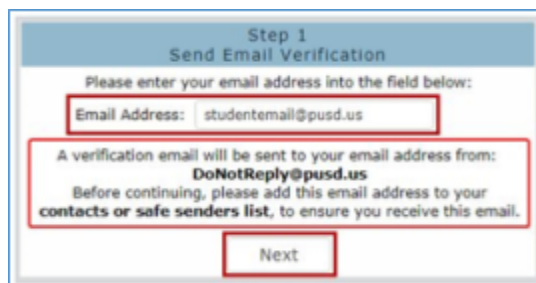 Step 1
Send Email Verification
Please enter your email address into the field below:
Email Address: studentemail@pusd.us
A verification email will be sent to your email address from:
DoNotReply@pusd.us
Before continuing, please add this email address to your
contacts or safe senders list, to ensure you receive this email.
Next